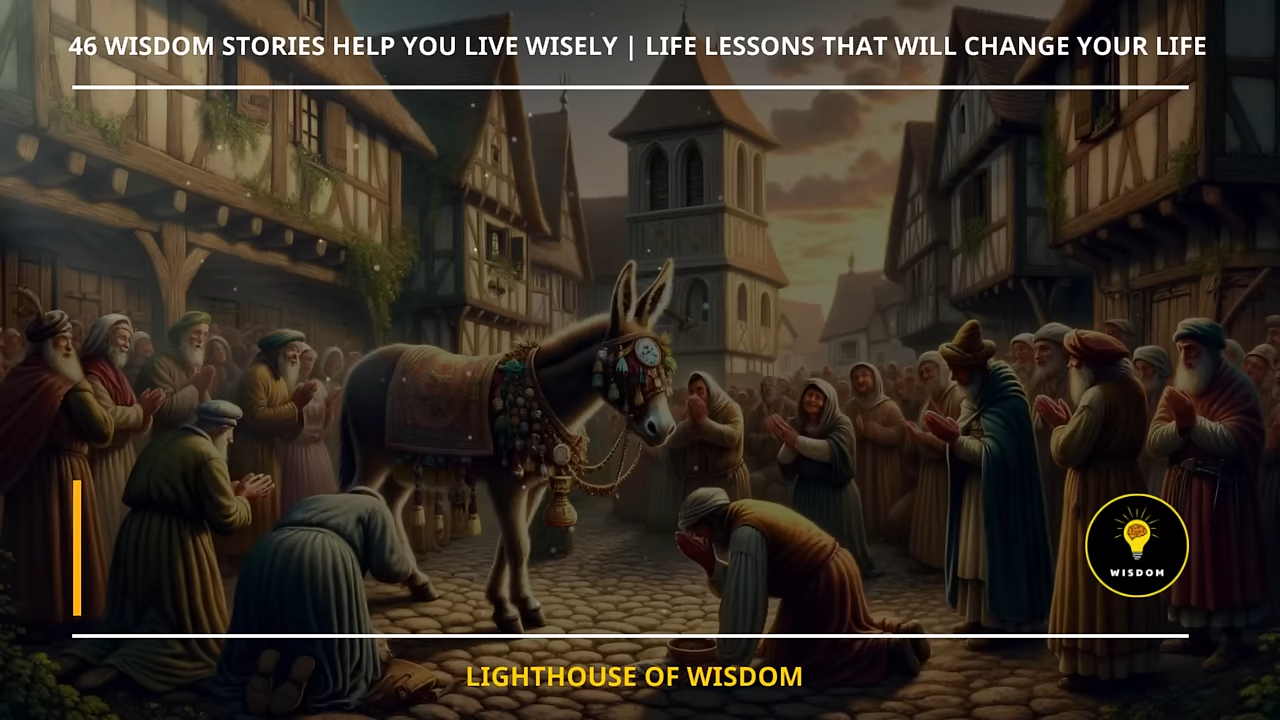 46 WISDOM STORIES HELP YOU LIVE WISELY | LIFE LESSONS THAT WILL CHANGE YOUR LIFE
WISDOM
LIGHTHOUSE OF WISDOM